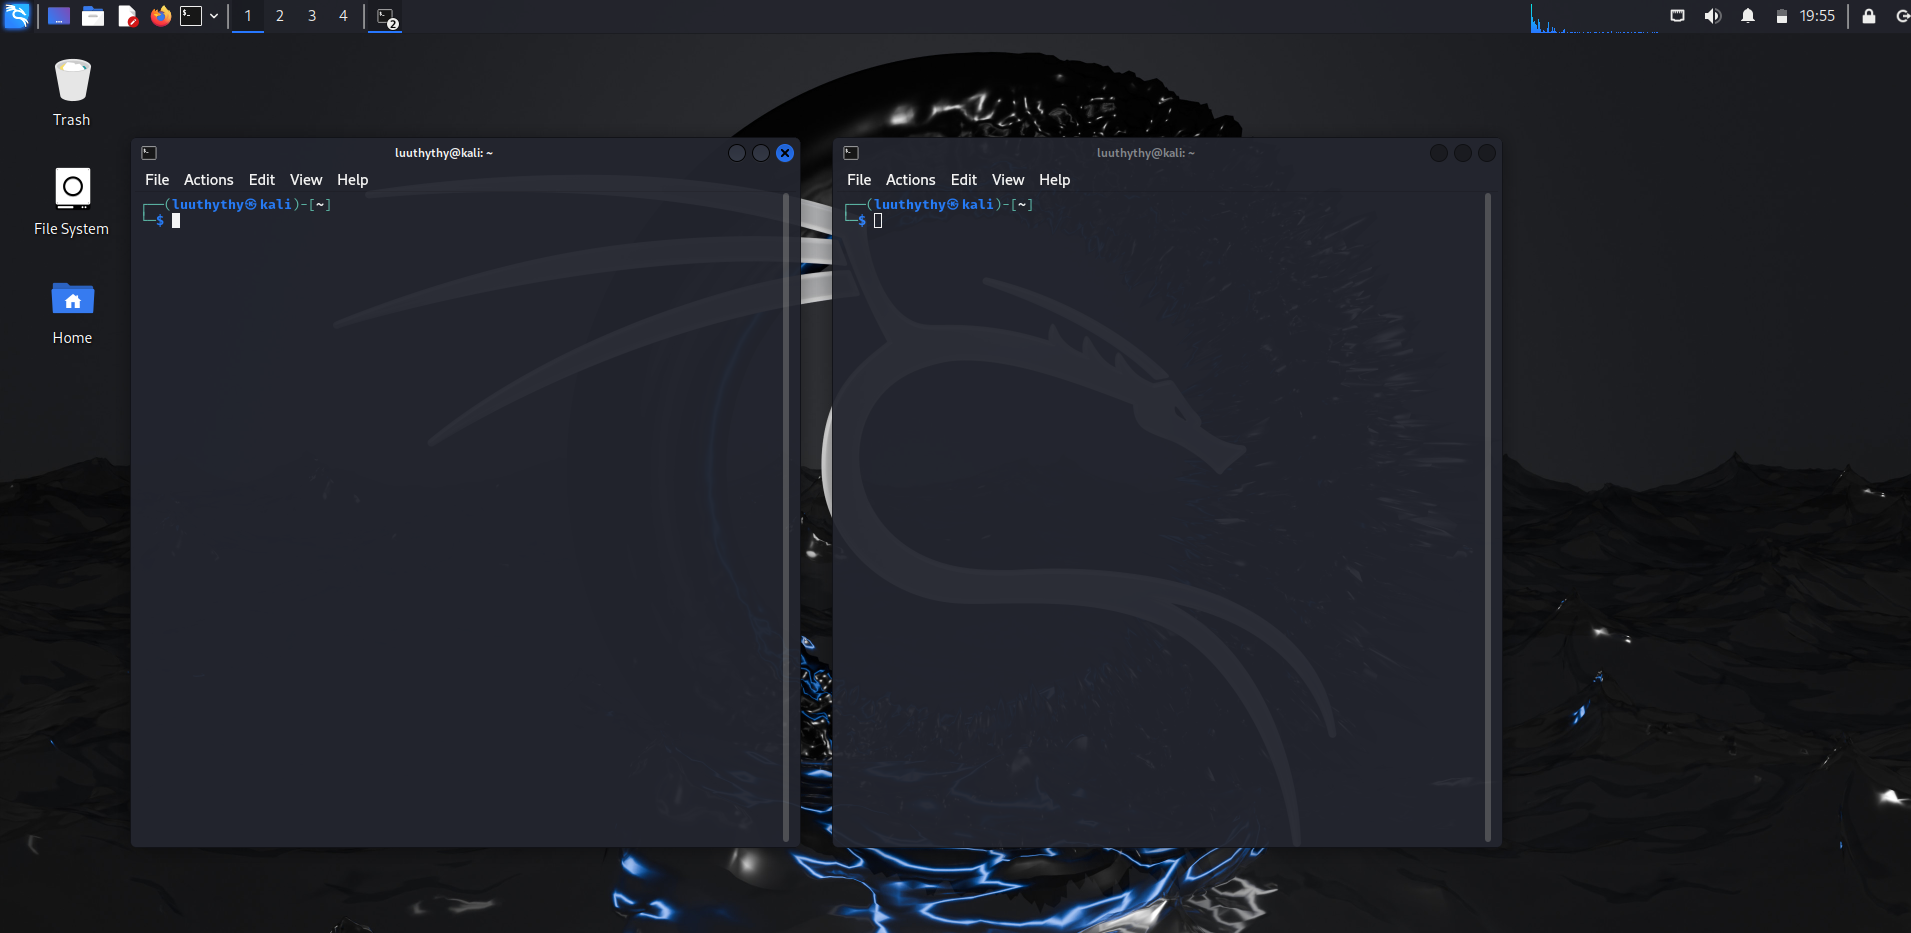 1 2 3 4 2 19:55
Trash
File System
Home
luuthythy@kali: ~
File Actions Edit View Help
┌──(luuthythy㉿kali)-[~]
└─$
luuthythy@kali: ~
File Actions Edit View Help
┌──(luuthythy㉿kali)-[~]
└─$